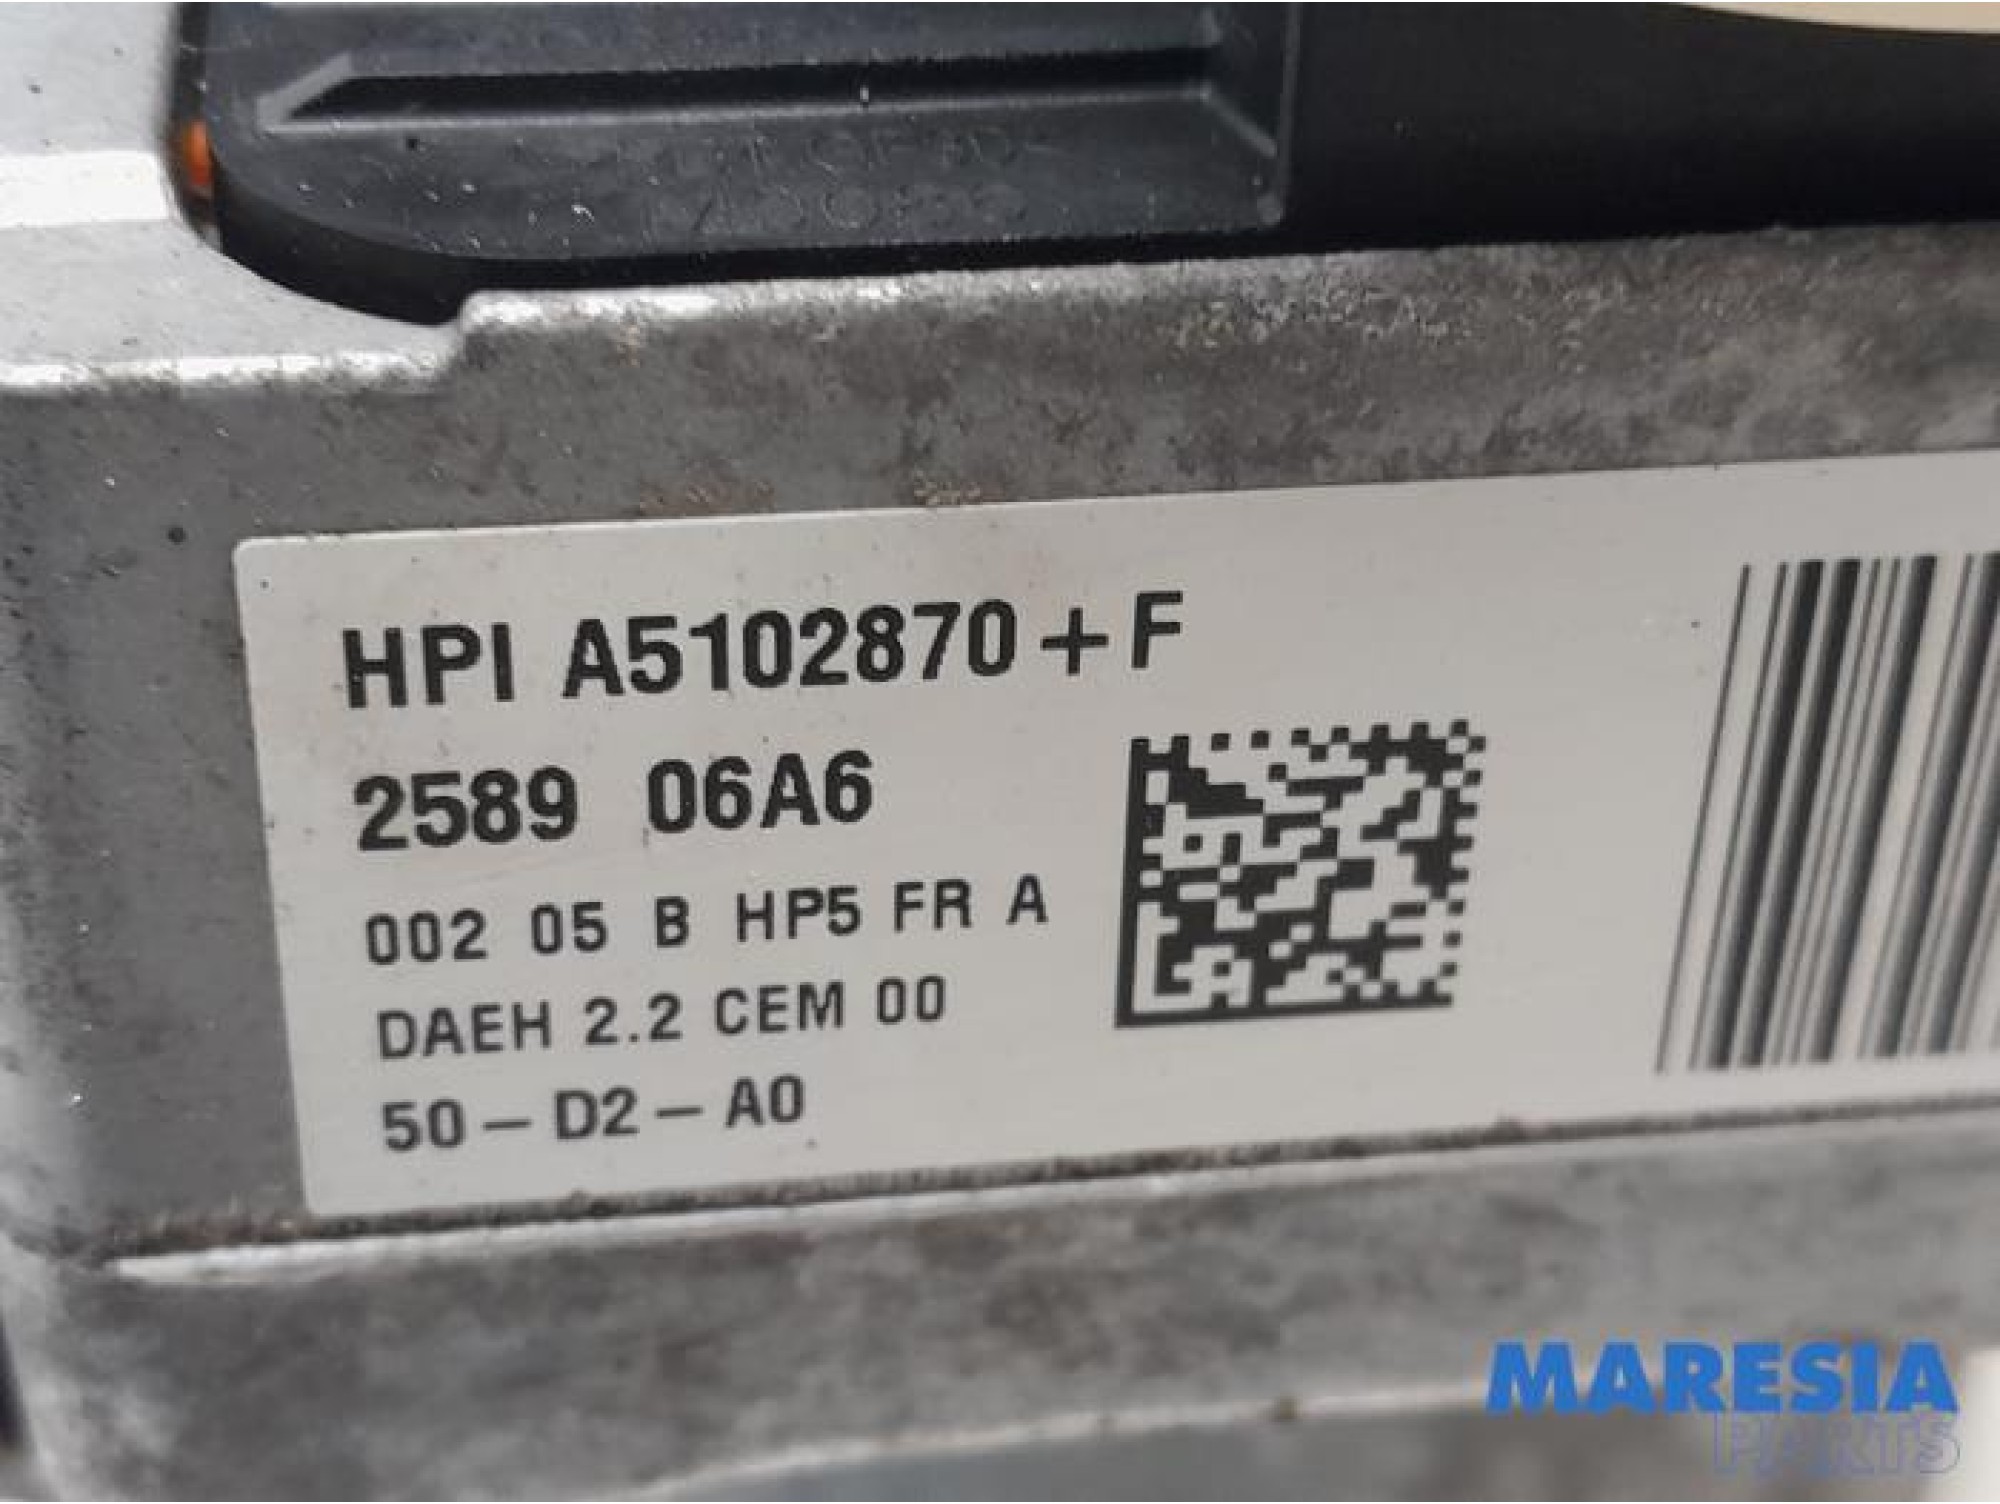 HPI A5102870+F
2589 06A6
002 05 B HP5 FR A
DAEH 2.2 CEM 00
50-D2-A0
MARESIA
PARTS